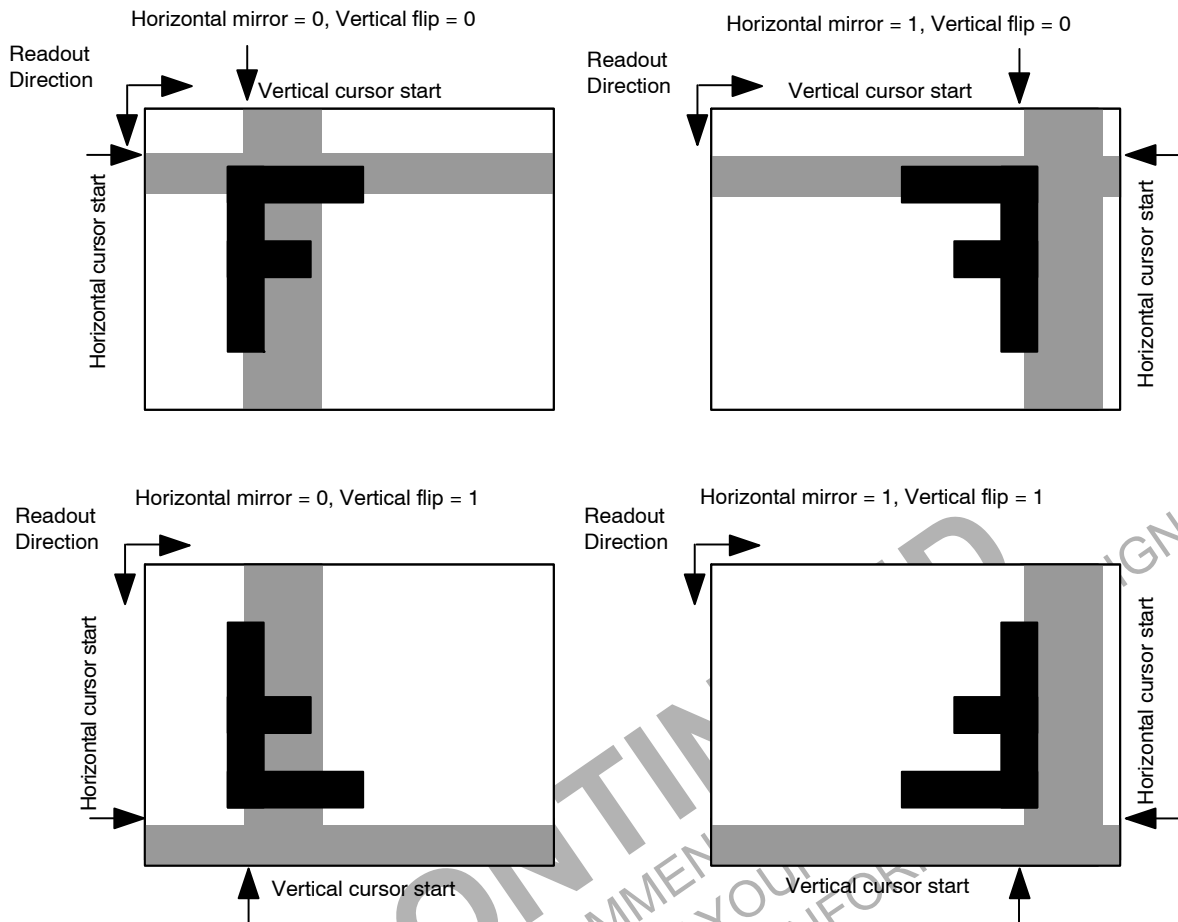 Horizontal mirror = 0, Vertical flip = 0
Readout
Direction
Vertical cursor start
Horizontal cursor start
Horizontal mirror = 1, Vertical flip = 0
Readout
Direction
Vertical cursor start
Horizontal cursor start
Horizontal mirror = 0, Vertical flip = 1
Readout
Direction
Horizontal cursor start
Vertical cursor start
Horizontal mirror = 1, Vertical flip = 1
Readout
Direction
Horizontal cursor start
Vertical cursor start